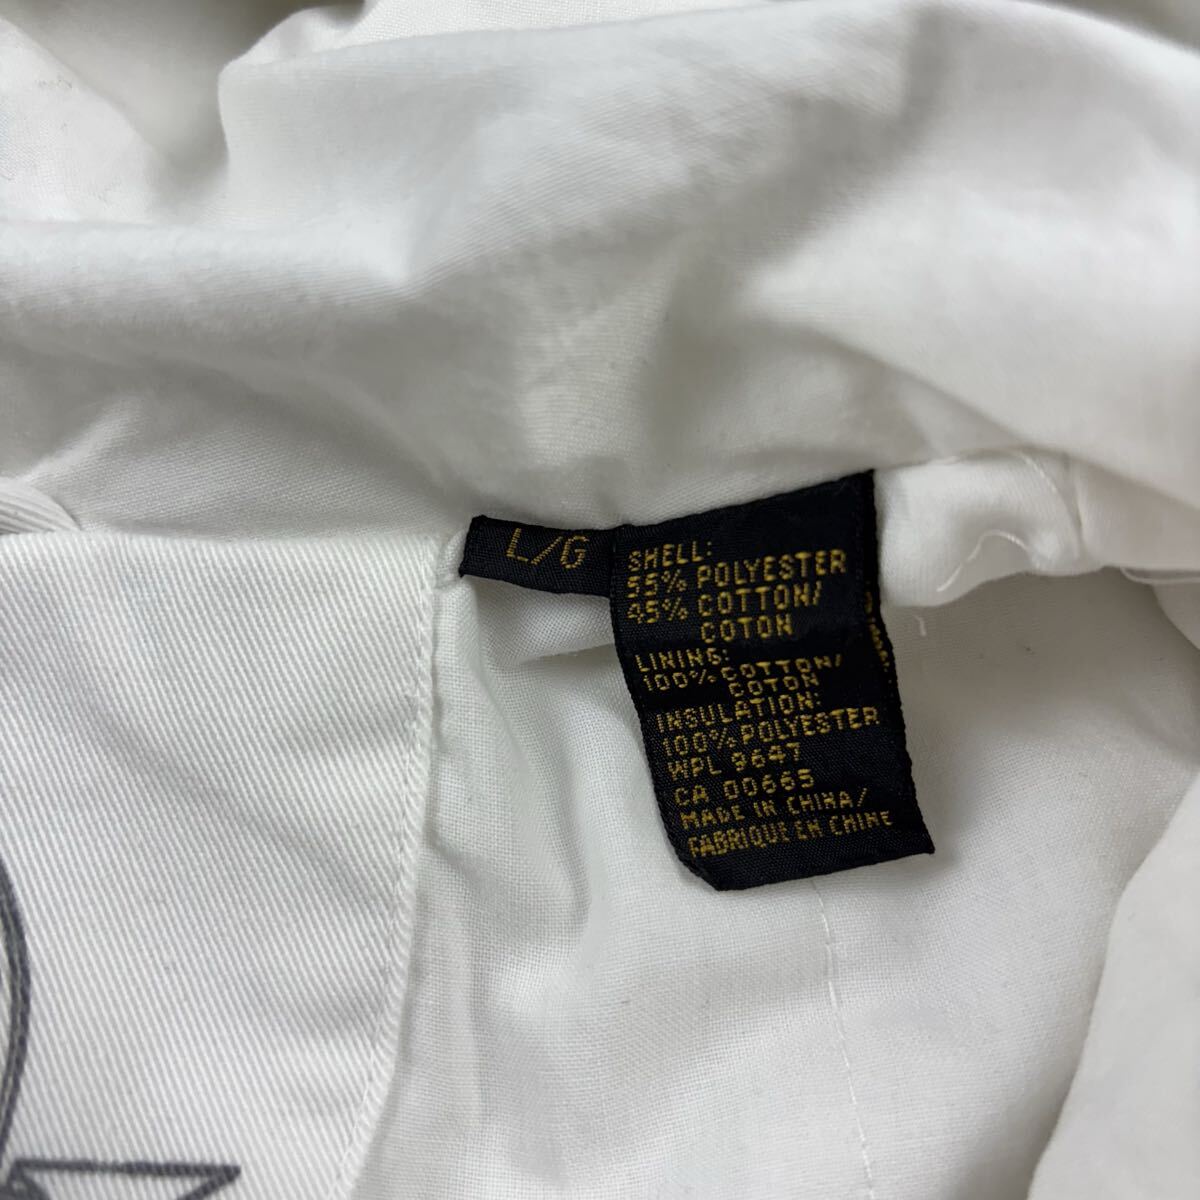 L/G
SHELL:
55% POLYESTER
45% COTTON/
COTON
LINING:
100% COTTON/
COTON
INSULATION:
100% POLYESTER
WPL 9647
CA 00665
MADE IN CHINA/
FABRIQUE EN CHINE